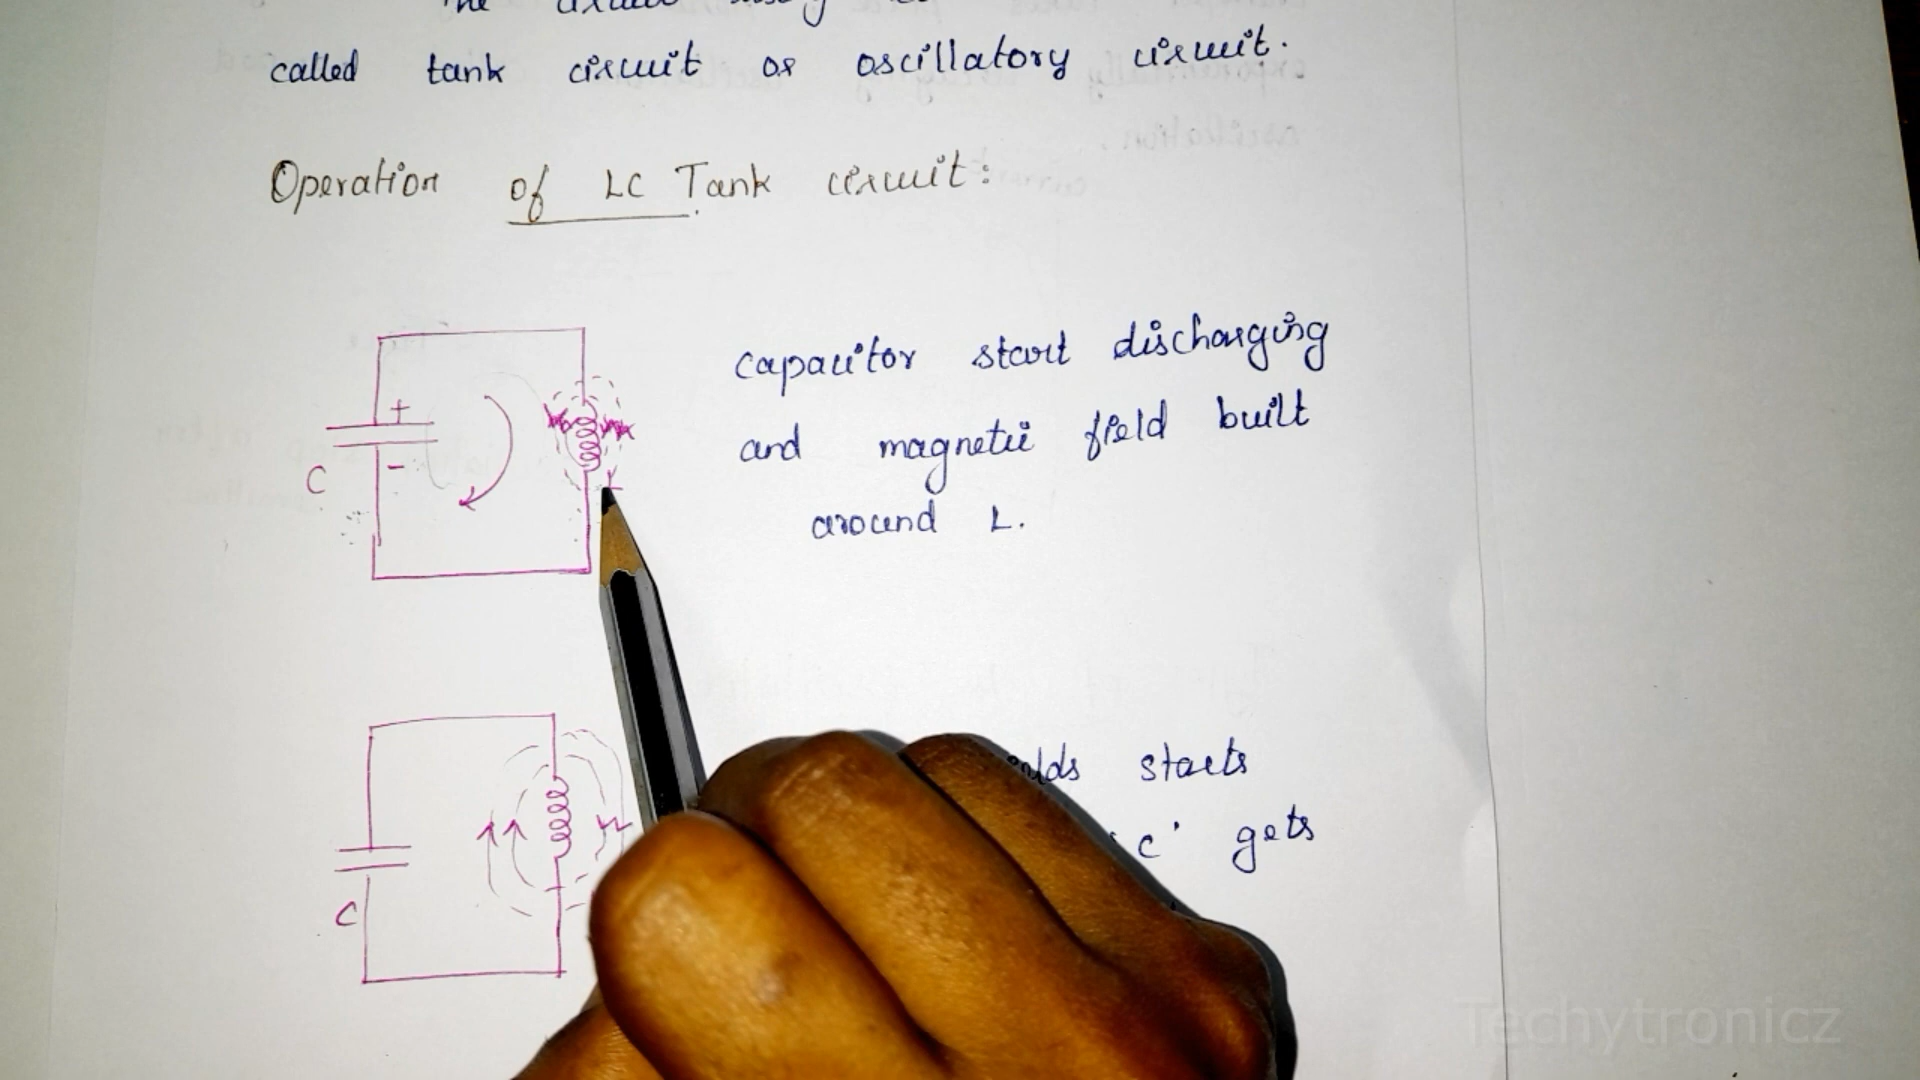 The
called tank circuit or oscillatory circuit.
Operation of LC Tank circuit:
capacitor start discharging
and magnetic field built
around L.
+
-
C
L
starts
'C' gets
C
L
Techytronicz